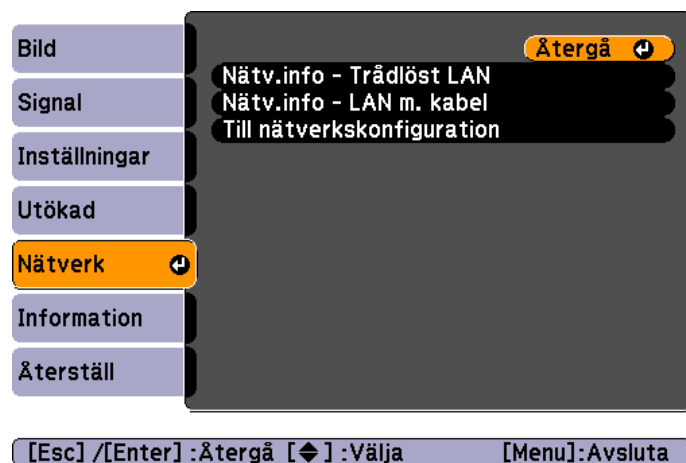 Bild
Signal
Inställningar
Utökad
Nätverk
Information
Återställ
Återgå
Nätv.info - Trådlöst LAN
Nätv.info - LAN m. kabel
Till nätverkskonfiguration
[Esc] /[Enter] :Återgå [◆] :Välja [Menu]:Avsluta